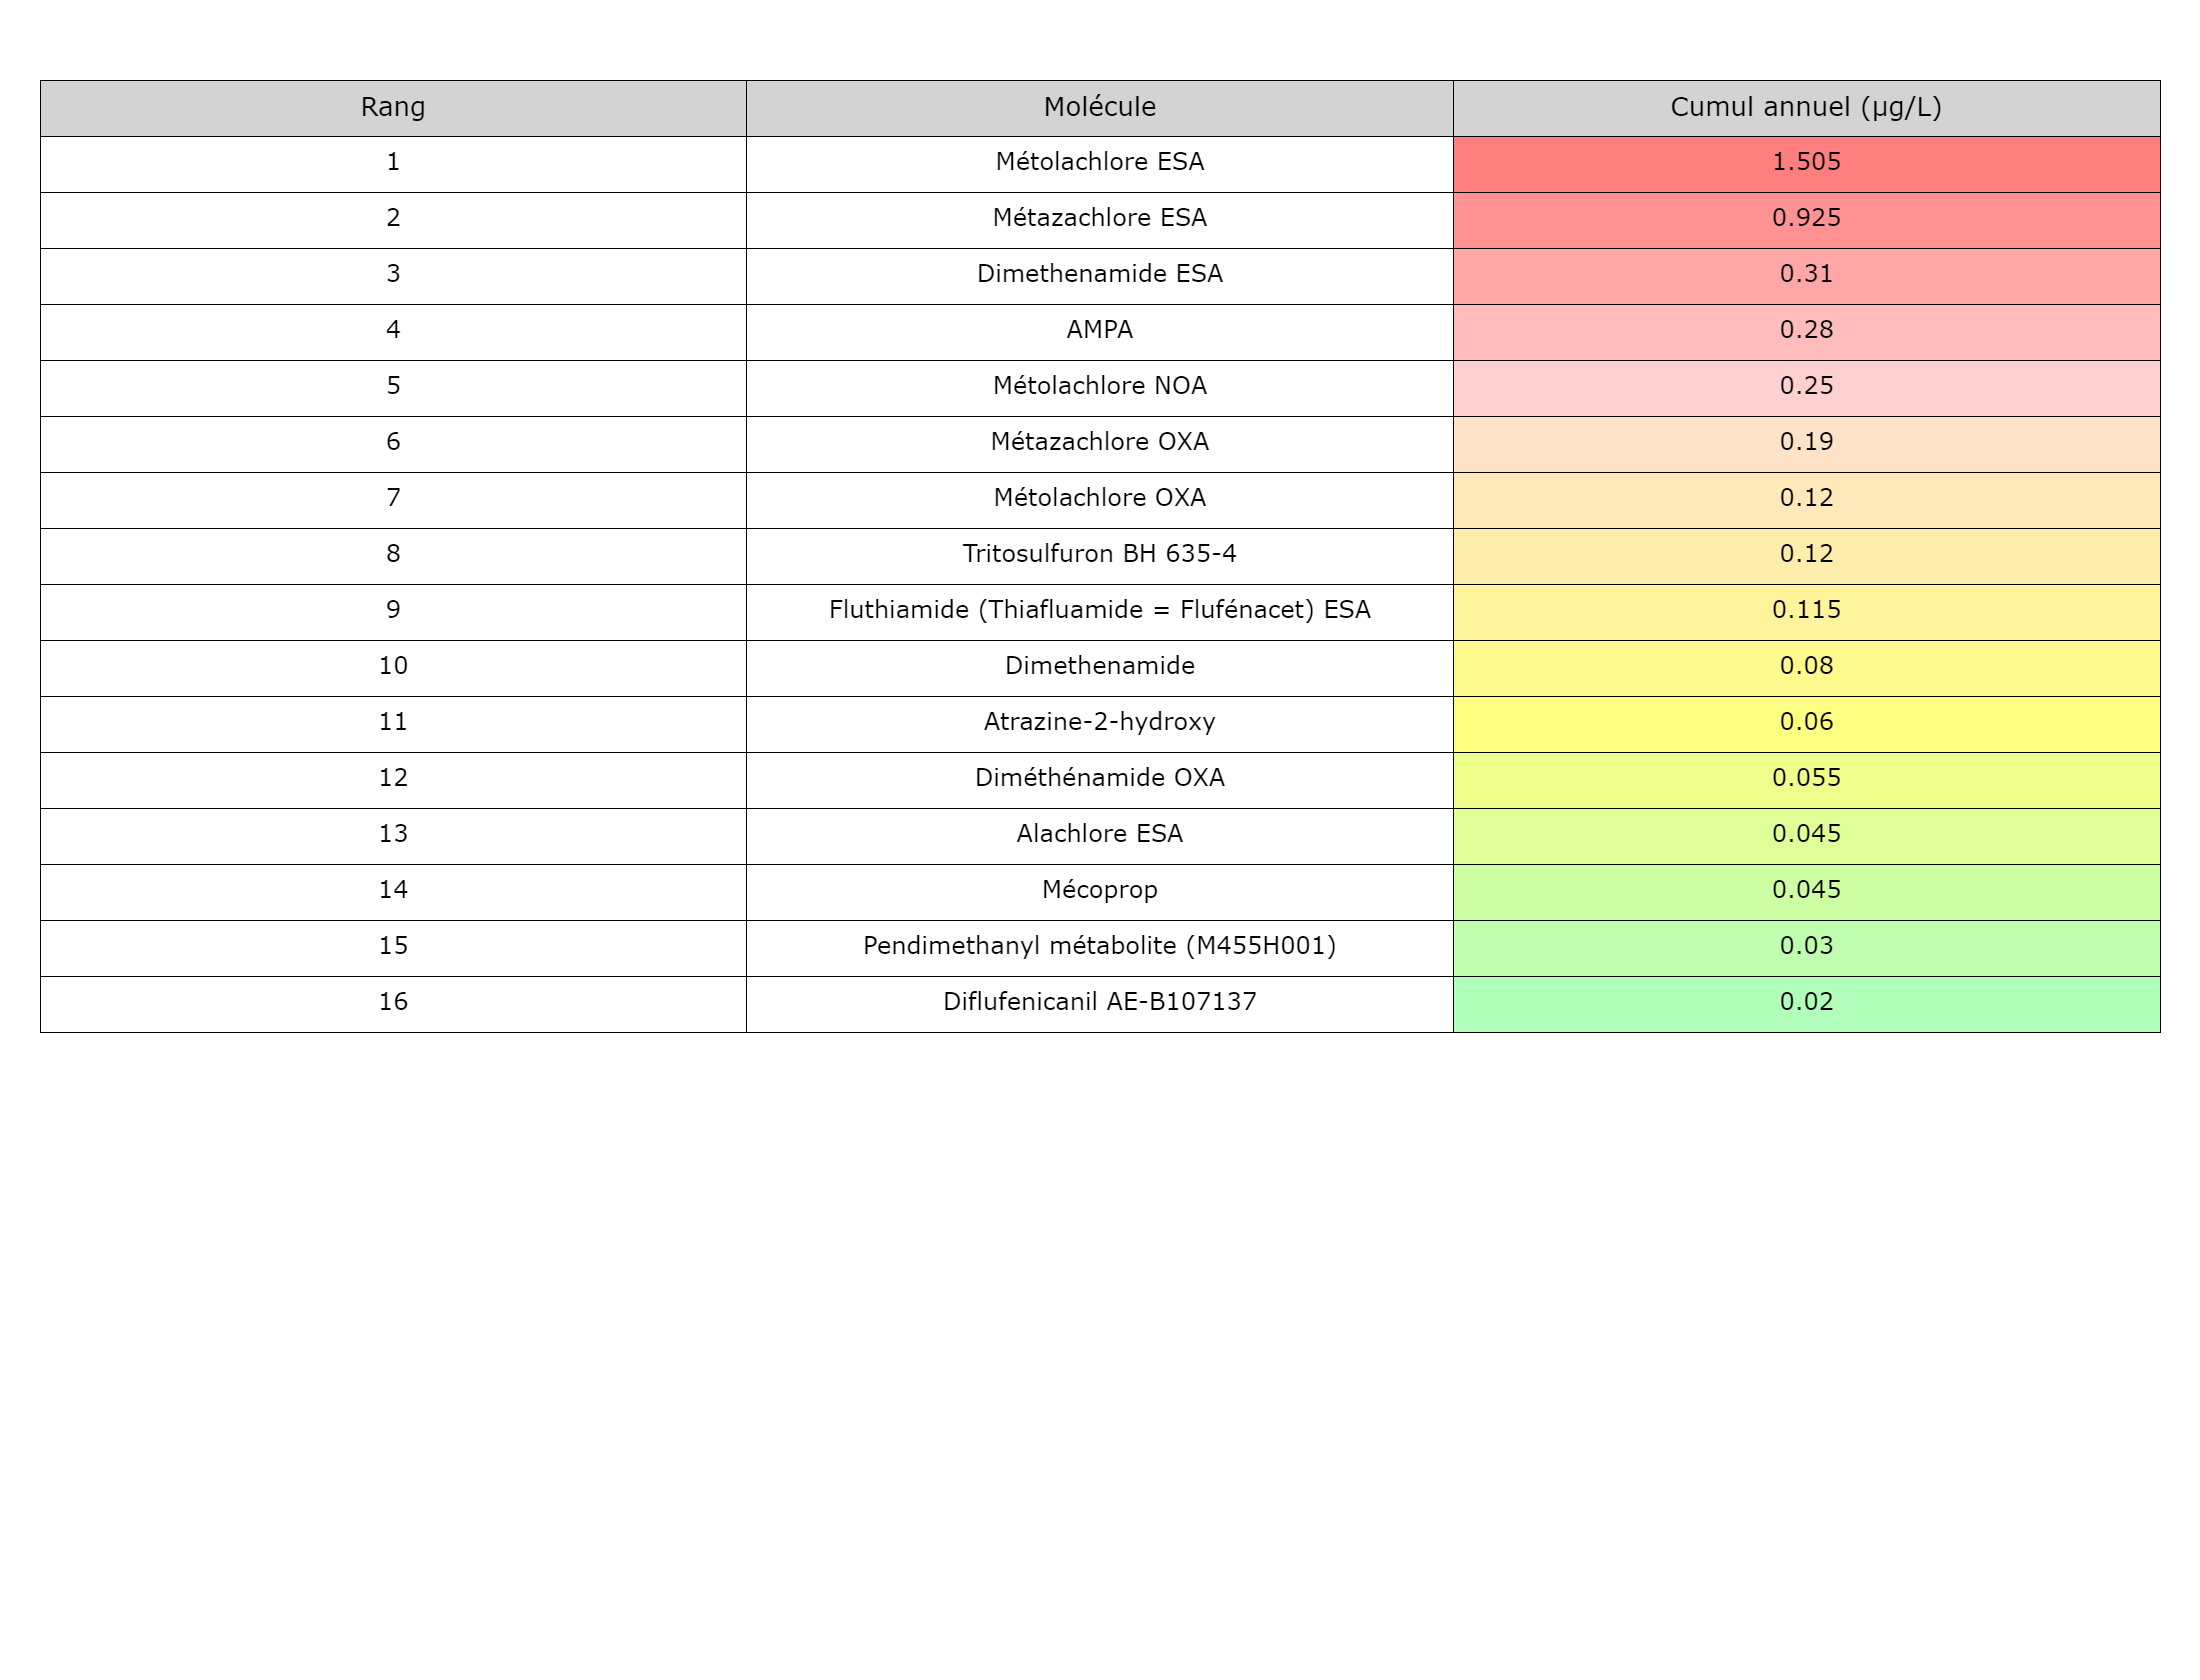 Rang Molécule Cumul annuel (µg/L)
1 Métolachlore ESA 1.505
2 Métazachlore ESA 0.925
3 Dimethenamide ESA 0.31
4 AMPA 0.28
5 Métolachlore NOA 0.25
6 Métazachlore OXA 0.19
7 Métolachlore OXA 0.12
8 Tritosulfuron BH 635-4 0.12
9 Fluthiamide (Thiafluamide = Flufénacet) ESA 0.115
10 Dimethenamide 0.08
11 Atrazine-2-hydroxy 0.06
12 Diméthénamide OXA 0.055
13 Alachlore ESA 0.045
14 Mécoprop 0.045
15 Pendimethanyl métabolite (M455H001) 0.03
16 Diflufenicanil AE-B107137 0.02